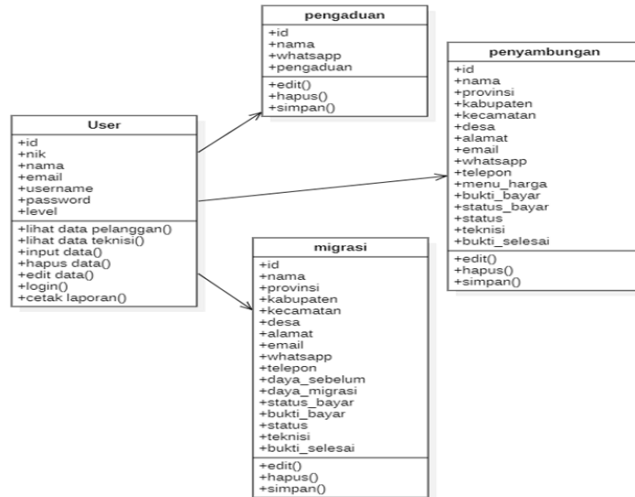 pengaduan
+id
+nama
+whatsapp
+pengaduan
+edit()
+hapus()
+simpan()
penyambungan
+id
+nama
+provinsi
+kabupaten
+kecamatan
+desa
+alamat
+email
+whatsapp
+telepon
+menu_harga
+bukti_bayar
+status_bayar
+status
+teknisi
+bukti_selesai
+edit()
+hapus()
+simpan()
User
+id
+nik
+nama
+email
+username
+password
+level
+lihat data pelanggan()
+lihat data teknisi()
+input data()
+hapus data()
+edit data()
+login()
+cetak laporan()
migrasi
+id
+nama
+provinsi
+kabupaten
+kecamatan
+desa
+alamat
+email
+whatsapp
+telepon
+daya_sebelum
+daya_migrasi
+status_bayar
+bukti_bayar
+status
+teknisi
+bukti_selesai
+edit()
+hapus()
+simpan()